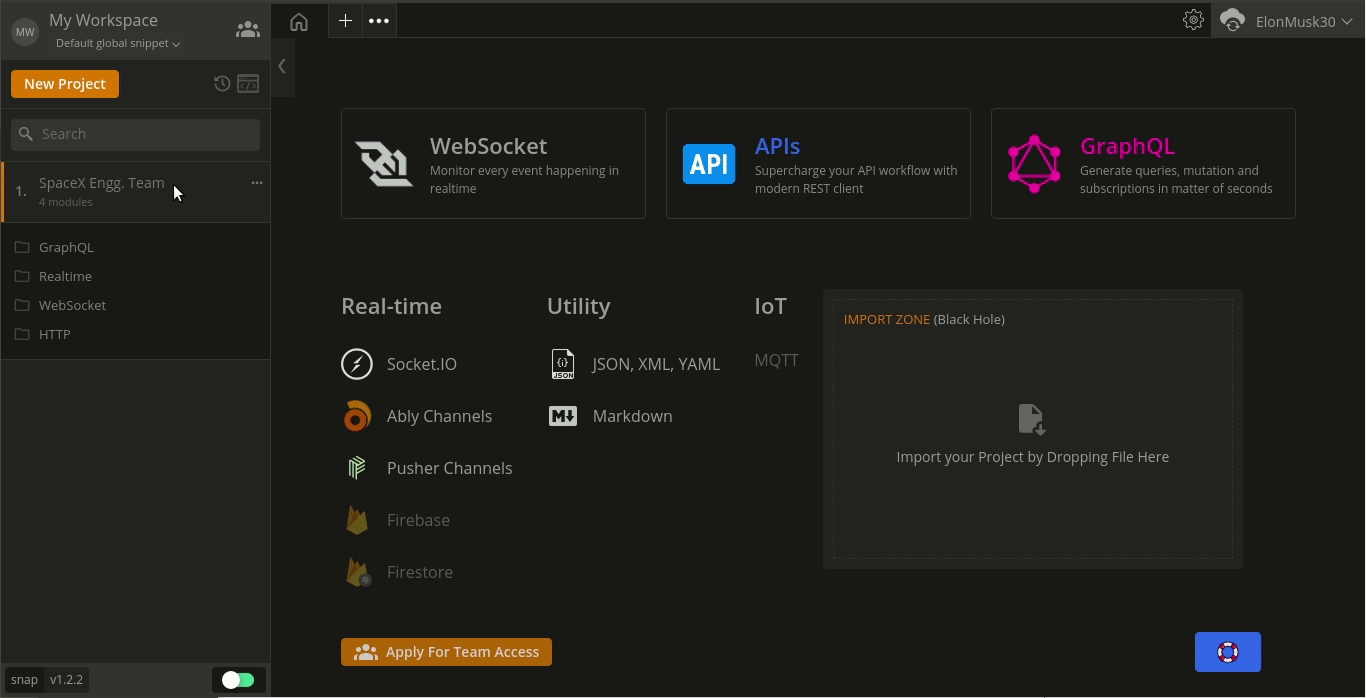 MW
My Workspace
Default global snippet
New Project
Search
1.
SpaceX Engg. Team
4 modules
GraphQL
Realtime
WebSocket
HTTP
snap v1.2.2
ElonMusk30
WebSocket
Monitor every event happening in
realtime
API
APIs
Supercharge your API workflow with
modern REST client
GraphQL
Generate queries, mutation and
subscriptions in matter of seconds
Real-time
Socket.IO
Ably Channels
Pusher Channels
Firebase
Firestore
Utility
JSON
JSON, XML, YAML
M
Markdown
IoT
MQTT
IMPORT ZONE (Black Hole)
Import your Project by Dropping File Here
Apply For Team Access